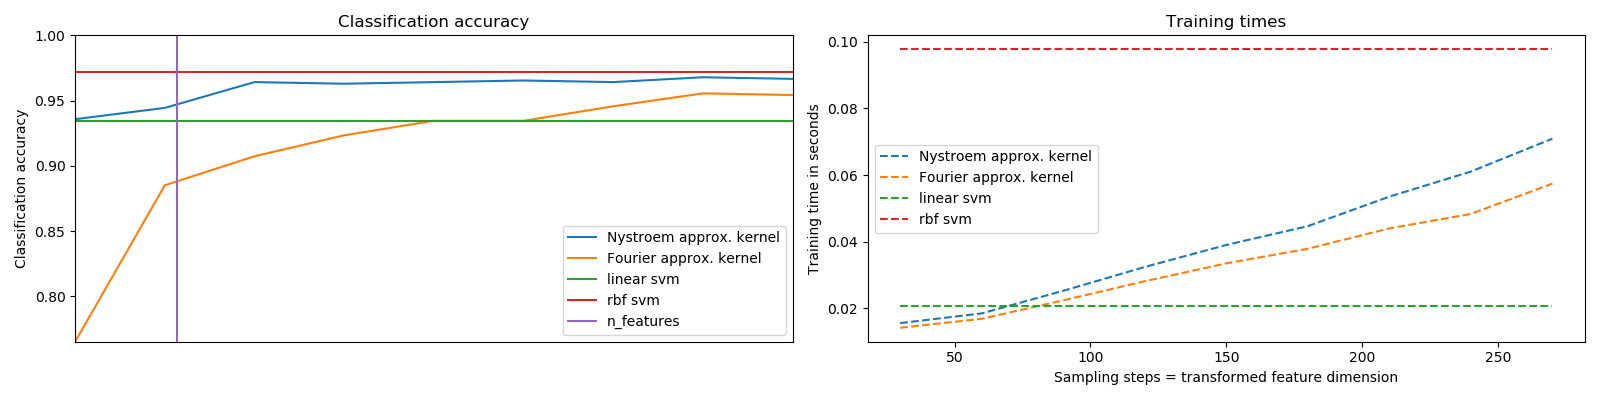 Classification accuracy
Classification accuracy
1.00
0.95
0.90
0.85
0.80
Nystroem approx. kernel
Fourier approx. kernel
linear svm
rbf svm
n_features
Training times
Training time in seconds
0.10
0.08
0.06
0.04
0.02
Nystroem approx. kernel
Fourier approx. kernel
linear svm
rbf svm
50 100 150 200 250
Sampling steps = transformed feature dimension